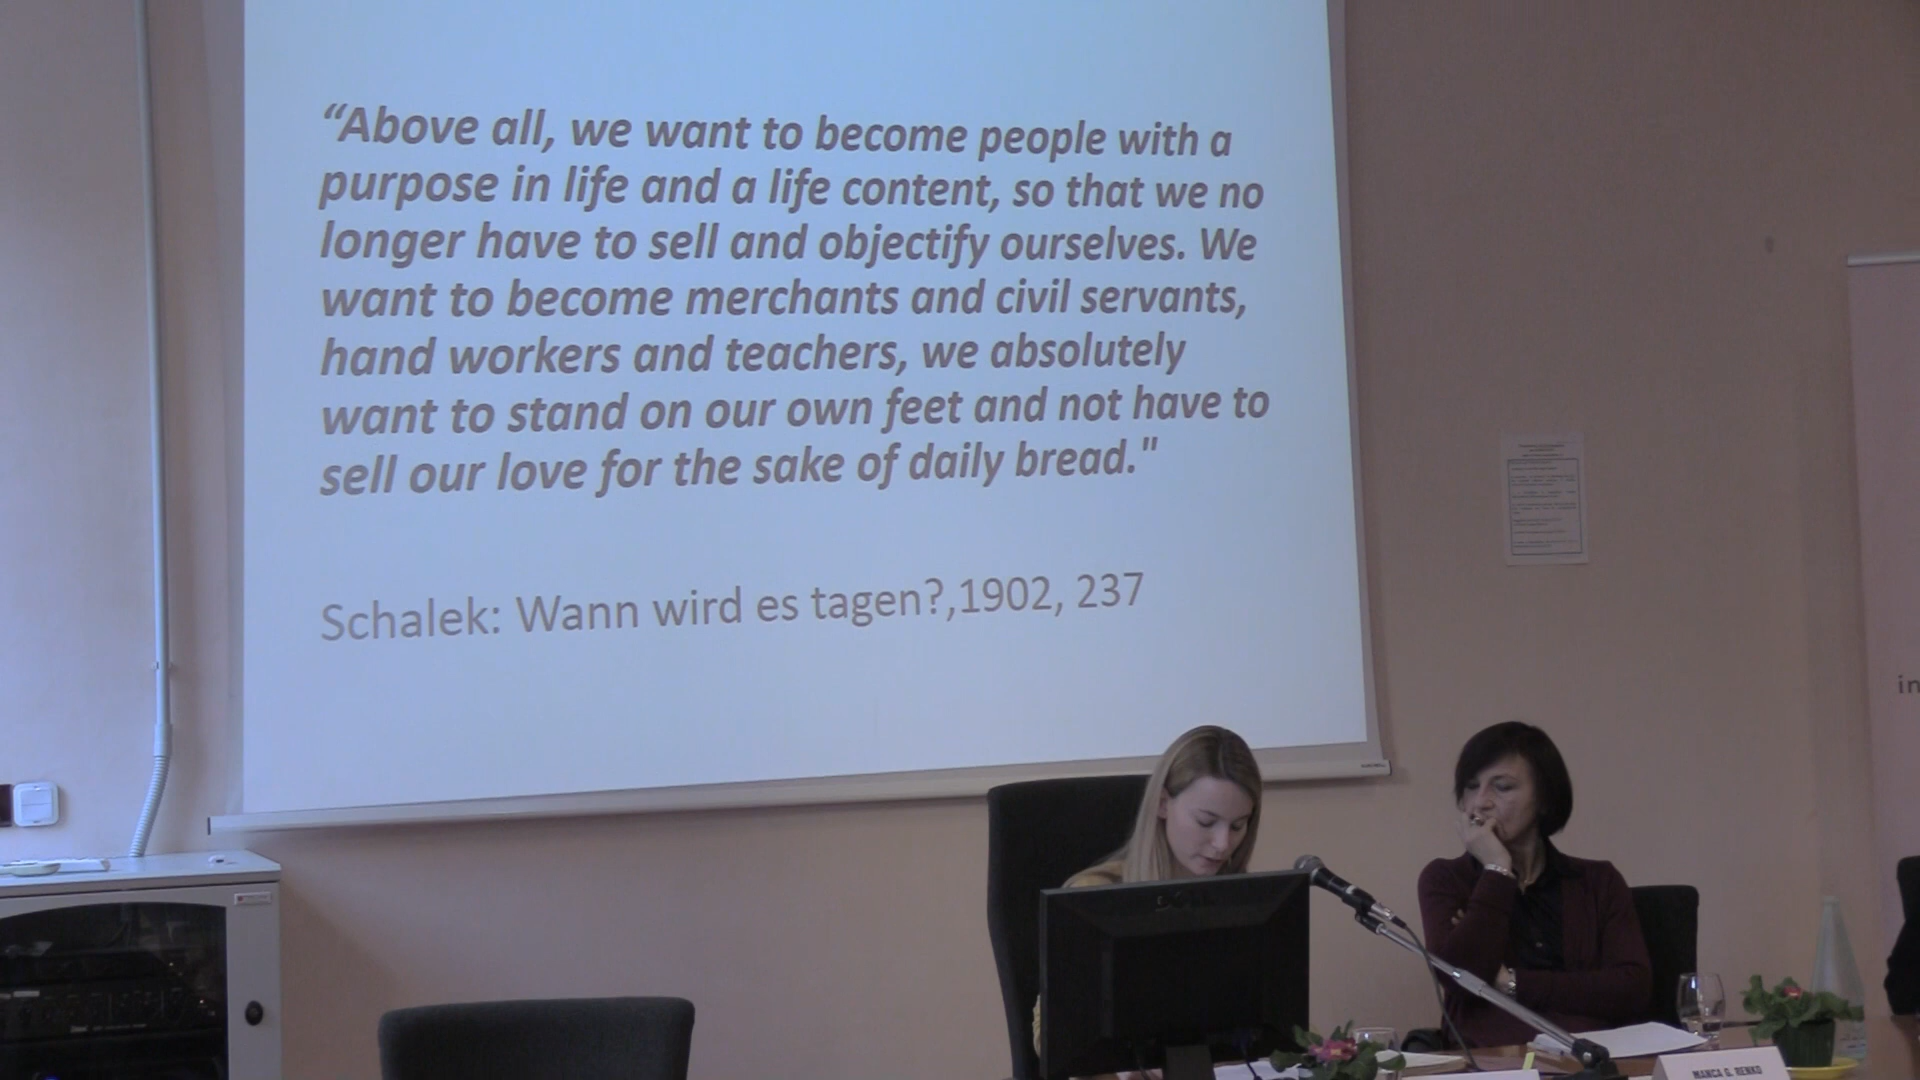 “Above all, we want to become people with a
purpose in life and a life content, so that we no
longer have to sell and objectify ourselves. We
want to become merchants and civil servants,
hand workers and teachers, we absolutely
want to stand on our own feet and not have to
sell our love for the sake of daily bread."
Schalek: Wann wird es tagen?,1902, 237
in
DELL
MANCA G. RENKO